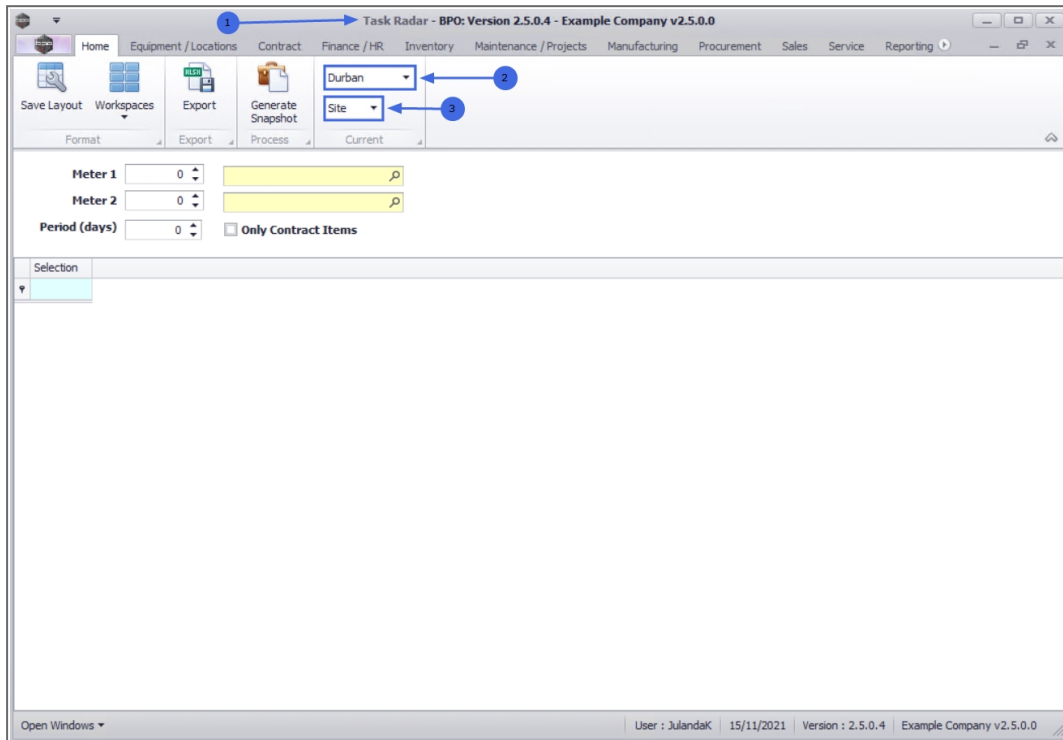 1
Task Radar - BPO: Version 2.5.0.4 - Example Company v2.5.0.0
Home Equipment / Locations Contract Finance / HR Inventory Maintenance / Projects Manufacturing Procurement Sales Service Reporting
Save Layout Workspaces Export Generate Snapshot
Durban 2
Site 3
Format Export Process Current
Meter 1 0
Meter 2 0
Period (days) 0 Only Contract Items
Selection
Open Windows User : JulandaK 15/11/2021 Version : 2.5.0.4 Example Company v2.5.0.0